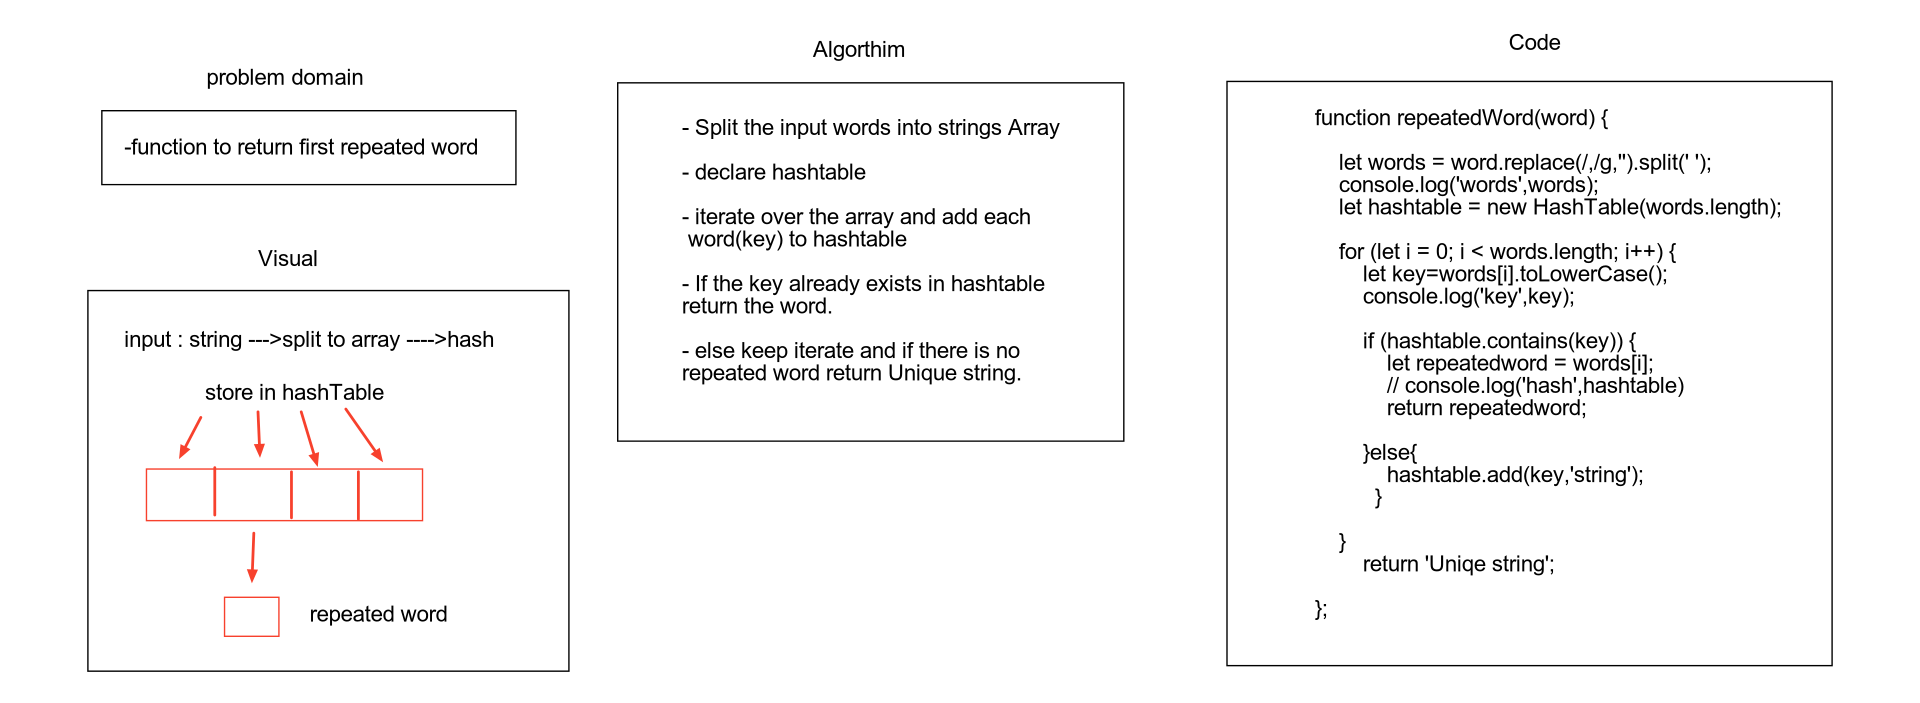 problem domain
-function to return first repeated word
Visual
input : string --->split to array ---->hash
store in hashTable
repeated word
Algorthim
- Split the input words into strings Array
- declare hashtable
- iterate over the array and add each
word(key) to hashtable
- If the key already exists in hashtable
return the word.
- else keep iterate and if there is no
repeated word return Unique string.
Code
function repeatedWord(word) {
let words = word.replace(/,/g,'').split(' ');
console.log('words',words);
let hashtable = new HashTable(words.length);
for (let i = 0; i < words.length; i++) {
let key=words[i].toLowerCase();
console.log('key',key);
if (hashtable.contains(key)) {
let repeatedword = words[i];
// console.log('hash',hashtable)
return repeatedword;
}else{
hashtable.add(key,'string');
}
}
return 'Uniqe string';
};